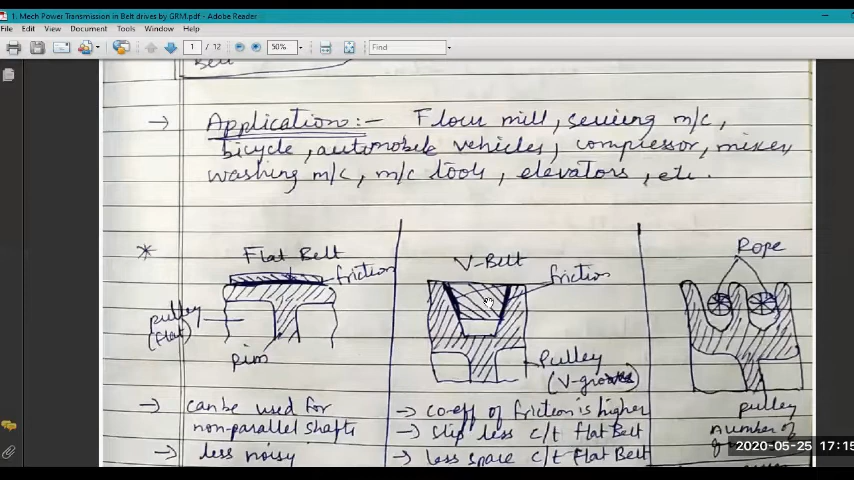 1. Mech Power Transmission in Belt drives by GRM.pdf - Adobe Reader
File Edit View Document Tools Window Help
1 / 12 50% Find
Belt
→ Application :- Flour mill, sewing m/c,
bicycle, automobile vehicles, compressor, mixer,
washing m/c, m/c tools, elevators, etc.
* Flat Belt
friction
pulley
(flat)
rim
→ can be used for
non-parallel shafts
→ less noisy
V-Belt
friction
Pulley
(V-grooves)
→ co-eff of friction is higher
→ slip less c/t flat Belt
→ less space c/t Flat Belt
Rope
pulley
number of
2020-05-25 17:15